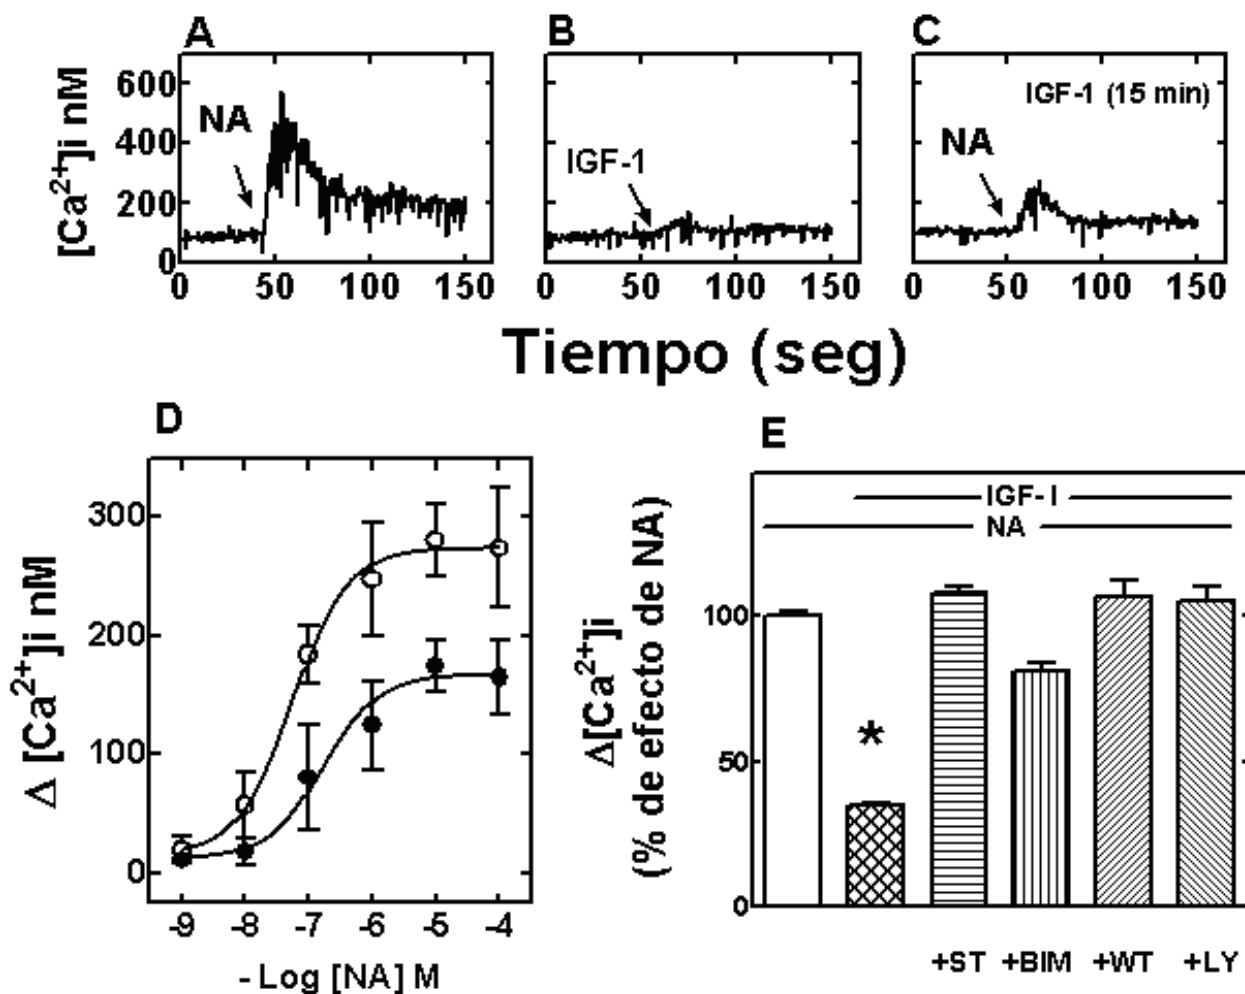 A
B
C
[Ca2+]i nM
600
400
200
0
NA
IGF-1
IGF-1 (15 min)
NA
0 50 100 150
0 50 100 150
0 50 100 150
Tiempo (seg)
D
Δ [Ca2+]i nM
300
200
100
0
-9 -8 -7 -6 -5 -4
- Log [NA] M
E
Δ[Ca2+]i
(% de efecto de NA)
IGF-I
NA
100
50
0
*
+ST +BIM +WT +LY